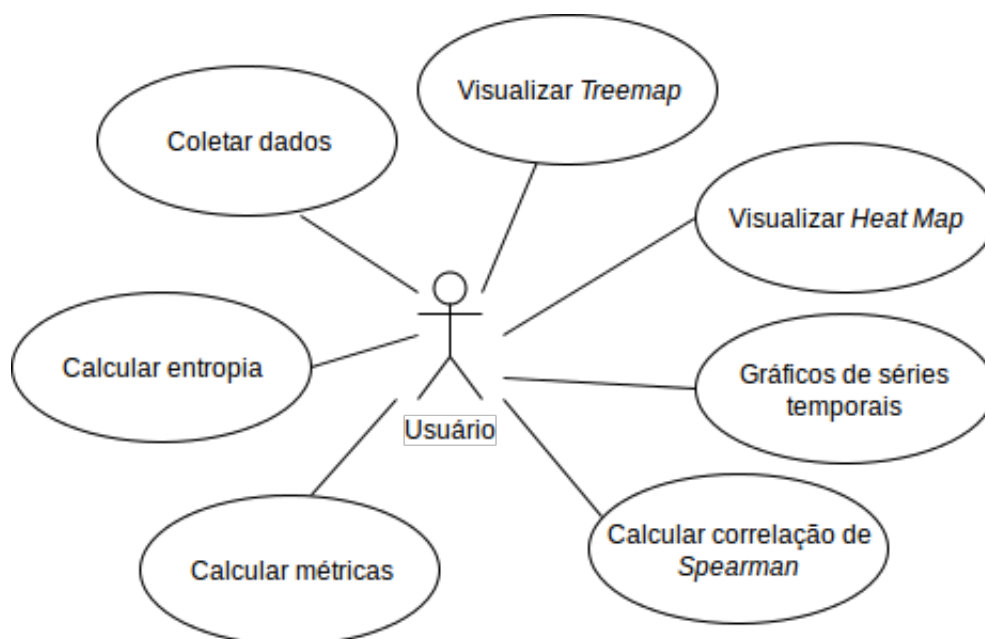 Visualizar Treemap
Coletar dados
Visualizar Heat Map
Calcular entropia
Gráficos de séries
temporais
Usuário
Calcular correlação de
Spearman
Calcular métricas